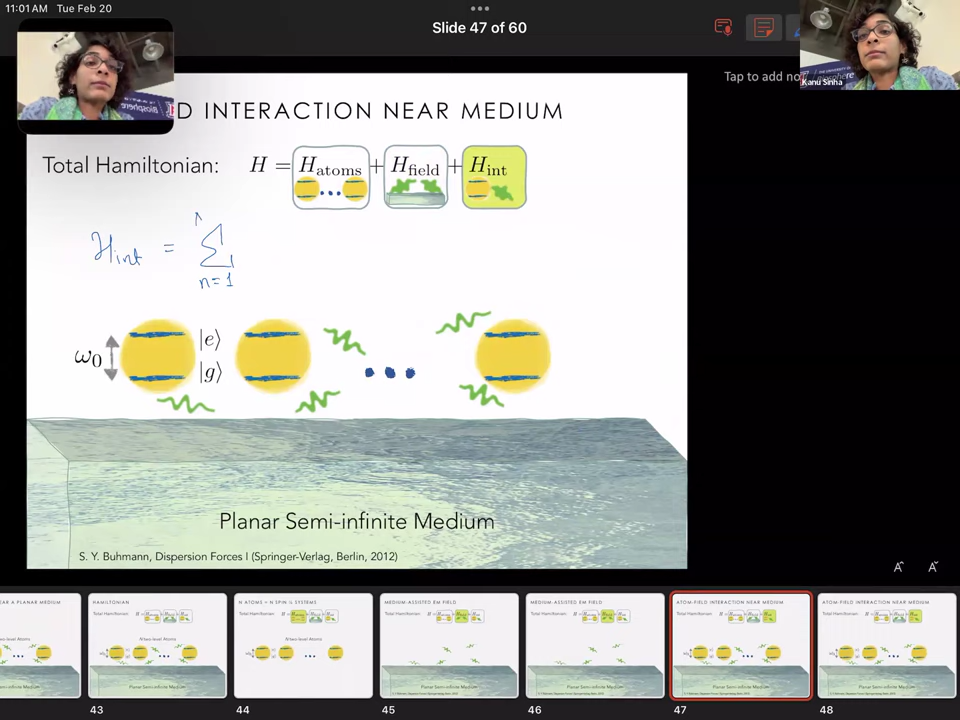 11:01AM Tue Feb 20
Slide 47 of 60
Tap to add no
Kanu Sinha
D INTERACTION NEAR MEDIUM
Total Hamiltonian: H = H_atoms + H_field + H_int
H_int = Σ
n=1
ω₀ |e⟩
|g⟩
Planar Semi-infinite Medium
S. Y. Buhmann, Dispersion Forces I (Springer-Verlag, Berlin, 2012)
A A
R A PLANAR MEDIUM
HAMILTONIAN
N ATOMS = N SPIN ½ SYSTEMS
MEDIUM-ASSISTED EM FIELD
MEDIUM-ASSISTED EM FIELD
ATOM-FIELD INTERACTION NEAR MEDIUM
ATOM-FIELD INTERACTION NEAR MEDIUM
43 44 45 46 47 48